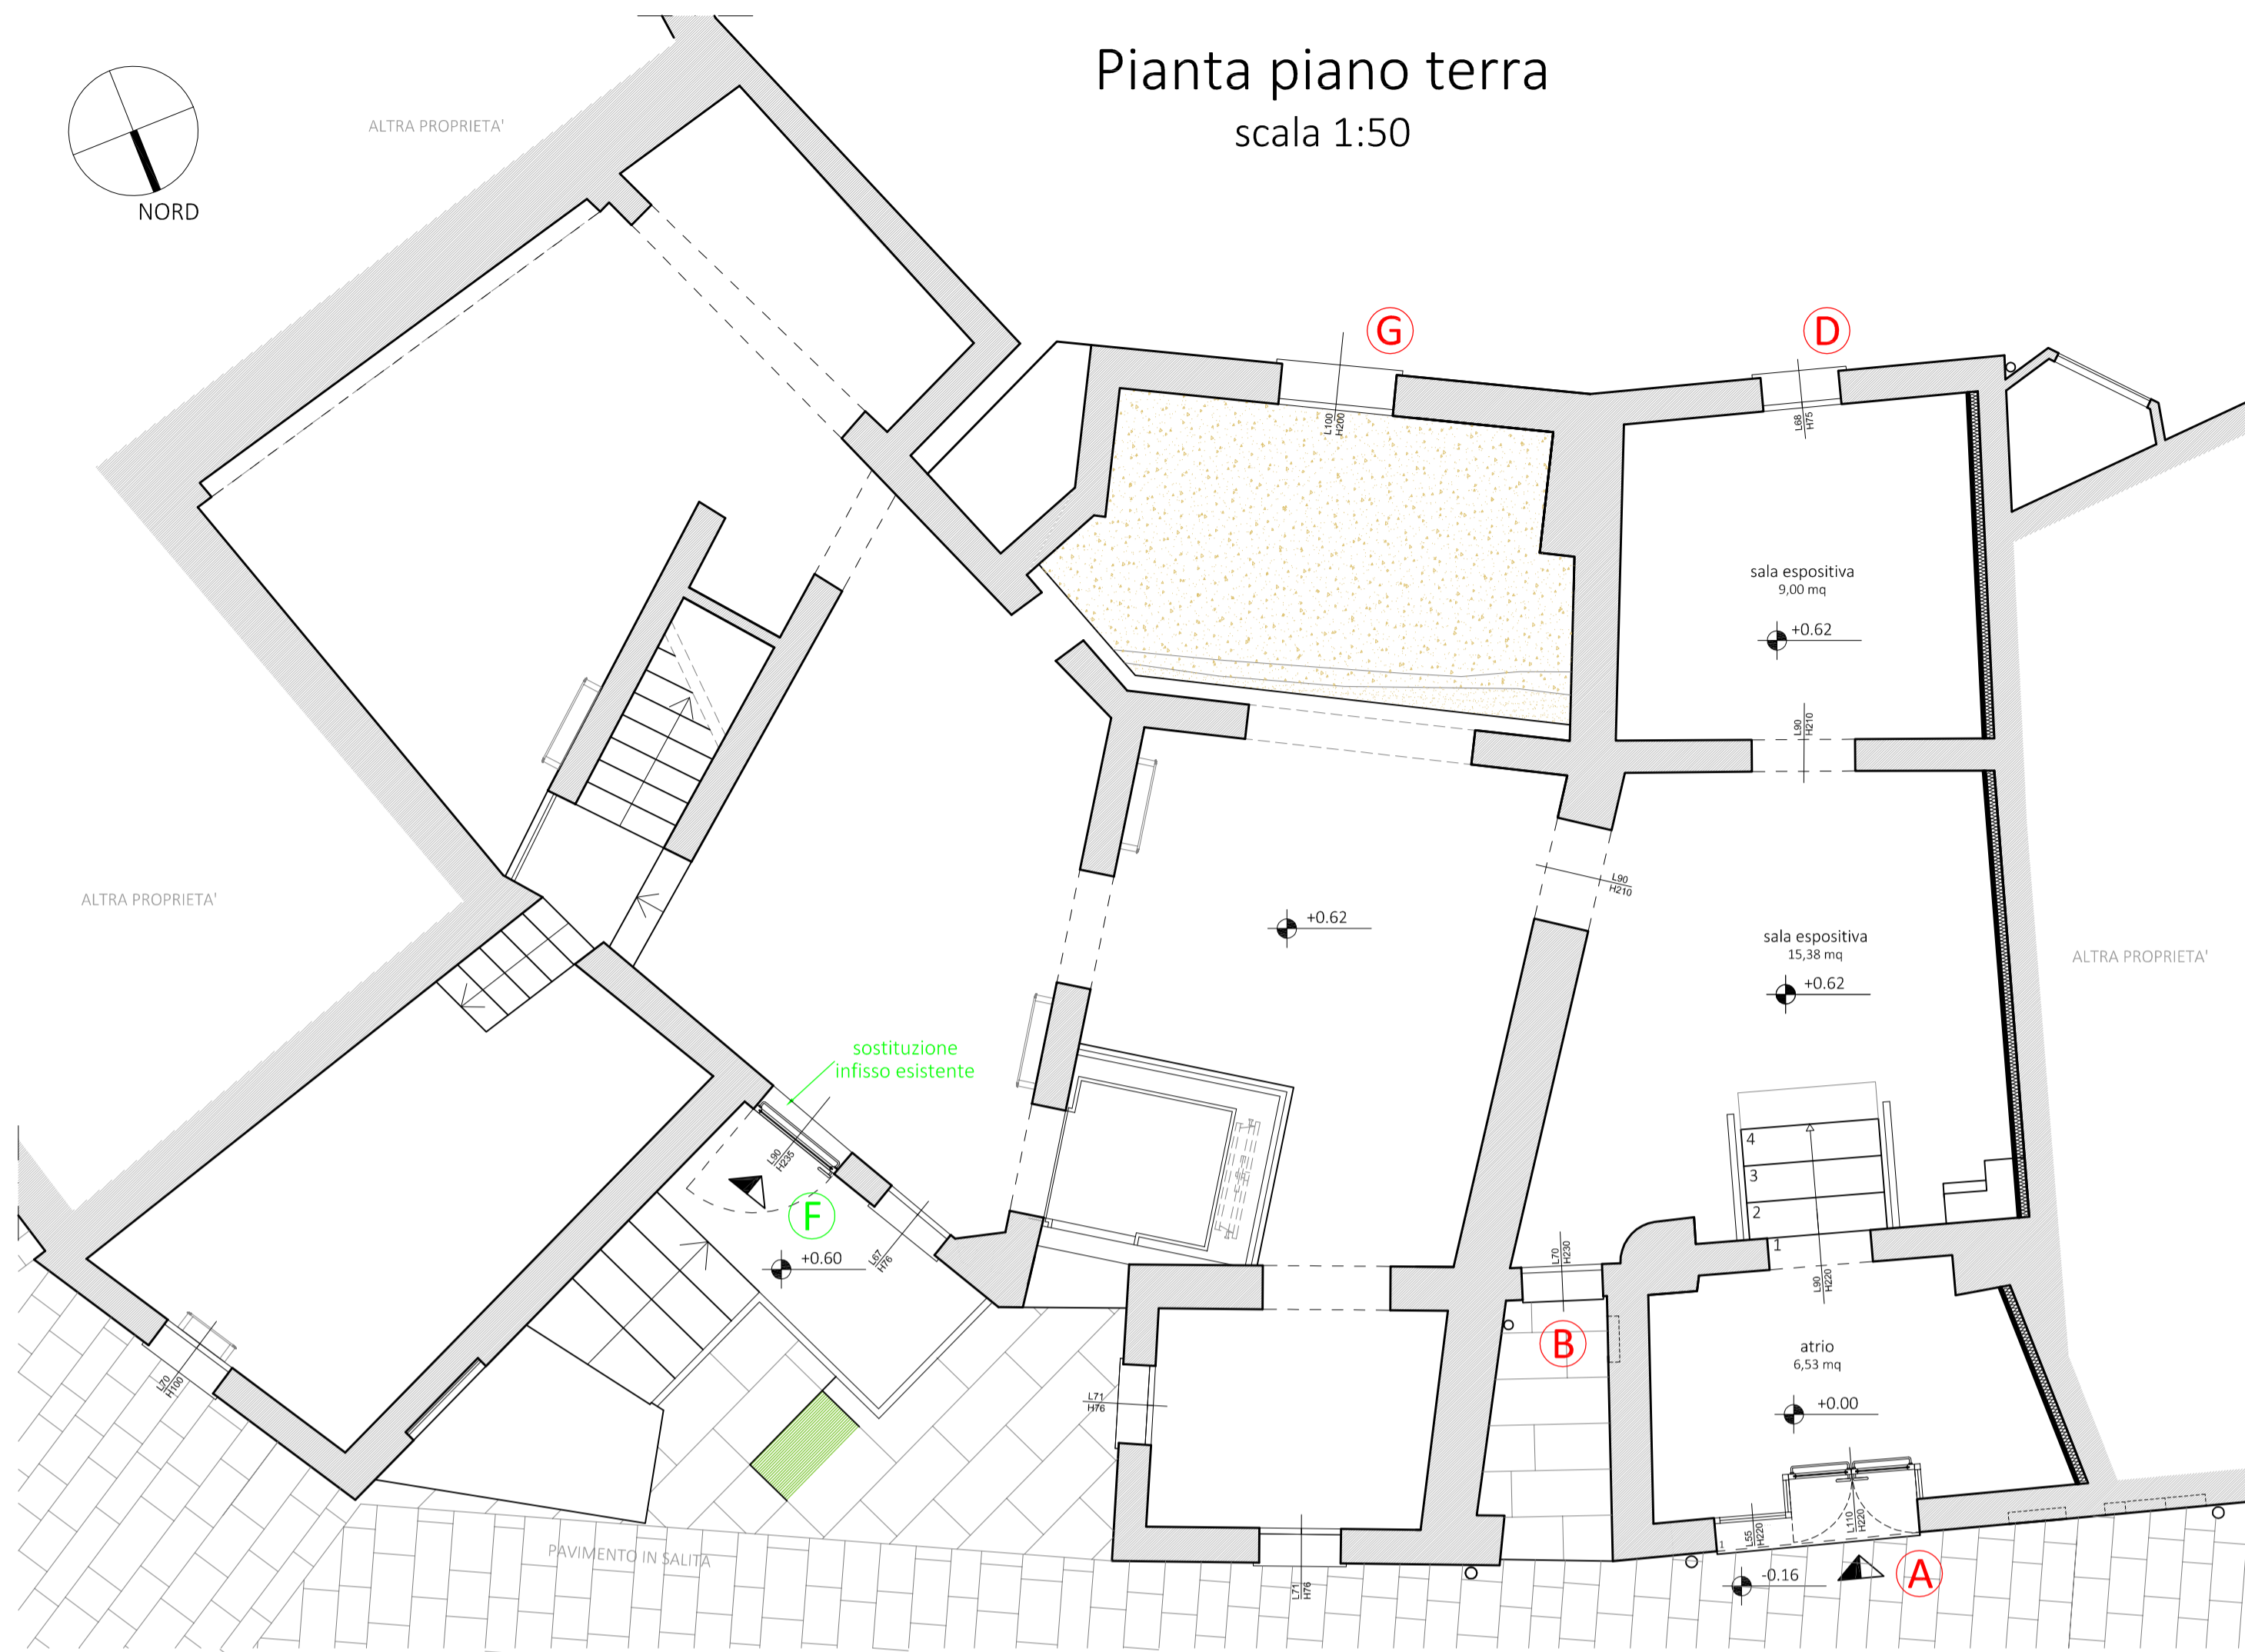 Pianta piano terra
scala 1:50
NORD
ALTRA PROPRIETA'
G
D
L100
H200
L68
H75
sala espositiva
9,00 mq
+0.62
L90
H210
L90
H210
+0.62
ALTRA PROPRIETA'
sala espositiva
15,38 mq
+0.62
ALTRA PROPRIETA'
sostituzione
infisso esistente
L90
H235
F
+0.60
L67
H76
4
3
2
1
L70
H230
L90
H220
B
atrio
6,53 mq
+0.00
L70
H100
L71
H76
L55
H220
L110
H220
1
PAVIMENTO IN SALITA
L71
H76
-0.16
A